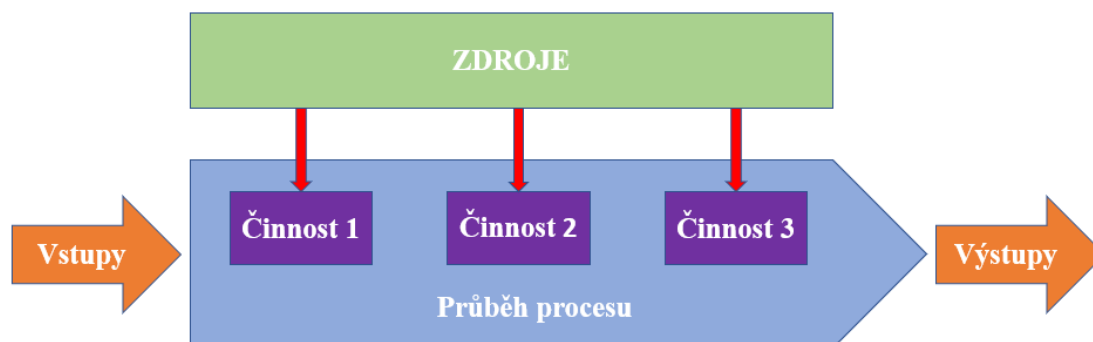 ZDROJE
Činnost 1
Činnost 2
Činnost 3
Vstupy
Výstupy
Průběh procesu